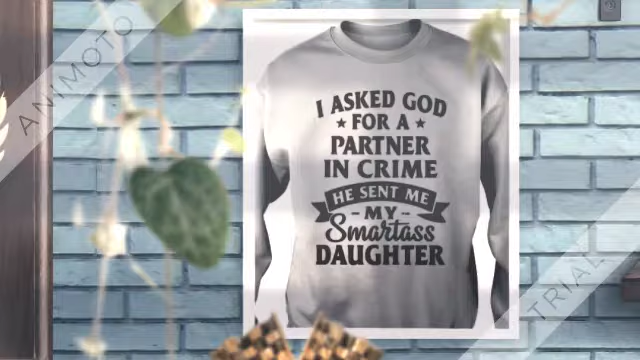 ANIMOTO
I ASKED GOD
★ FOR A ★
PARTNER
IN CRIME
HE SENT ME
- MY -
Smartass
DAUGHTER
TRIAL